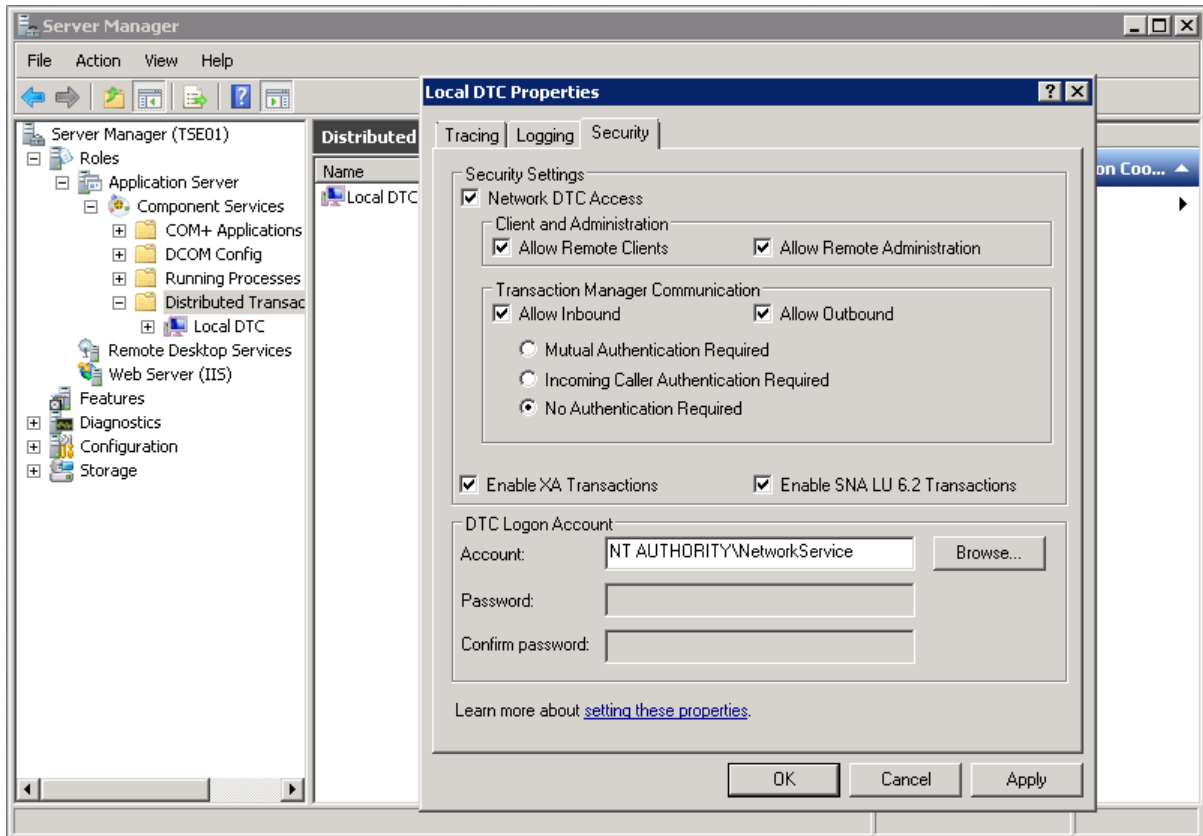 Server Manager
File Action View Help
Server Manager (TSE01)
Roles
Application Server
Component Services
COM+ Applications
DCOM Config
Running Processes
Distributed Transac
Local DTC
Remote Desktop Services
Web Server (IIS)
Features
Diagnostics
Configuration
Storage
Distributed
Name
Local DTC
on Coo...
Local DTC Properties
Tracing Logging Security
Security Settings
Network DTC Access
Client and Administration
Allow Remote Clients Allow Remote Administration
Transaction Manager Communication
Allow Inbound Allow Outbound
Mutual Authentication Required
Incoming Caller Authentication Required
No Authentication Required
Enable XA Transactions Enable SNA LU 6.2 Transactions
DTC Logon Account
Account: NT AUTHORITY\NetworkService Browse...
Password:
Confirm password:
Learn more about setting these properties.
OK Cancel Apply